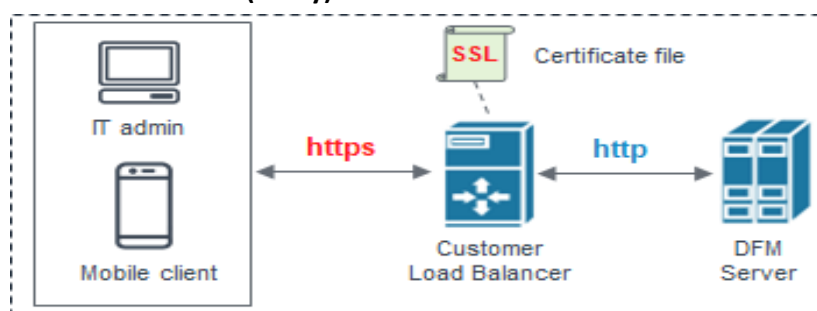 SSL
Certificate file
IT admin
https
http
Mobile client
Customer
Load Balancer
DFM
Server